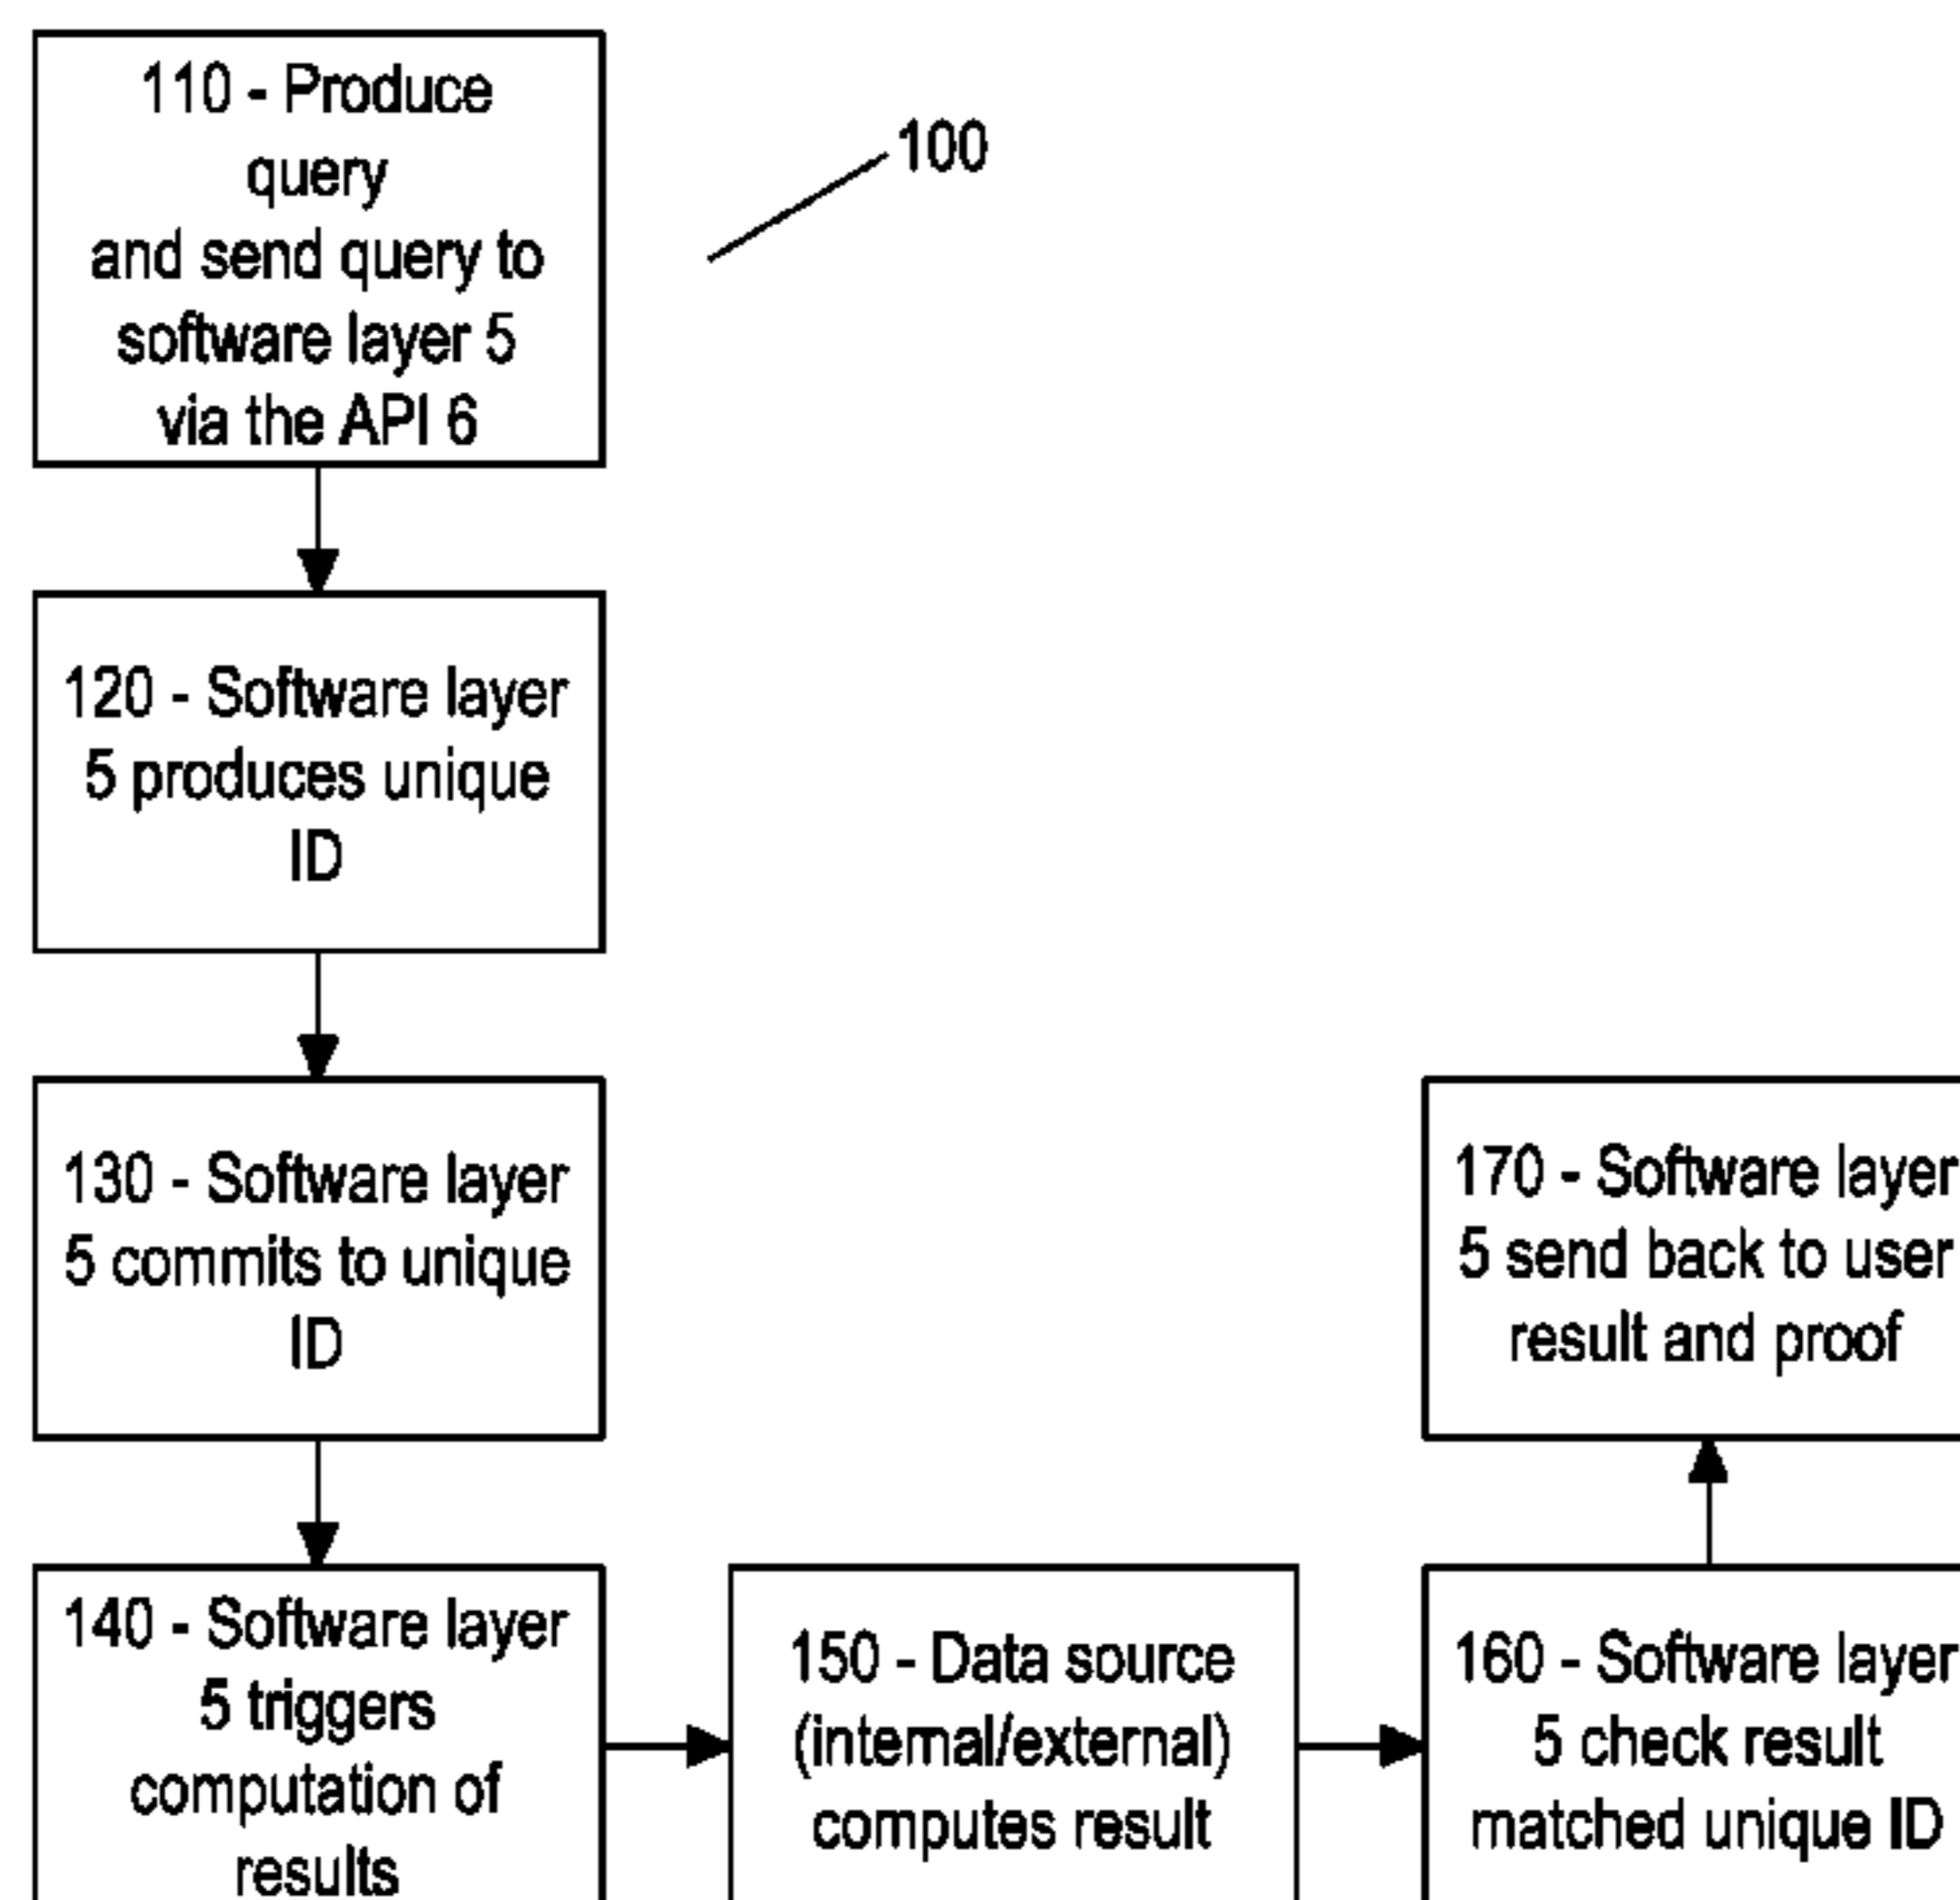 110 - Produce
query
and send query to
software layer 5
via the API 6
100
120 - Software layer
5 produces unique
ID
130 - Software layer
5 commits to unique
ID
140 - Software layer
5 triggers
computation of
results
150 - Data source
(internal/external)
computes result
160 - Software layer
5 check result
matched unique ID
170 - Software layer
5 send back to user
result and proof